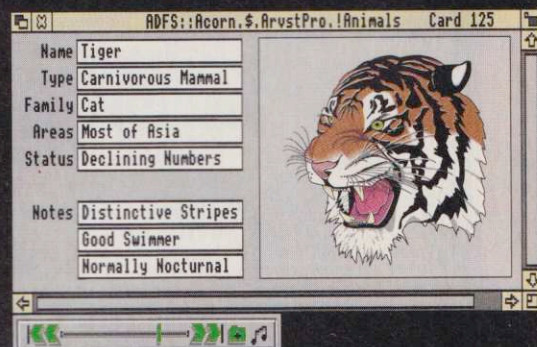 ADFS::Acorn.$.ArvstPro.!Animals Card 125
Name Tiger
Type Carnivorous Mammal
Family Cat
Areas Most of Asia
Status Declining Numbers
Notes Distinctive Stripes
Good Swimmer
Normally Nocturnal